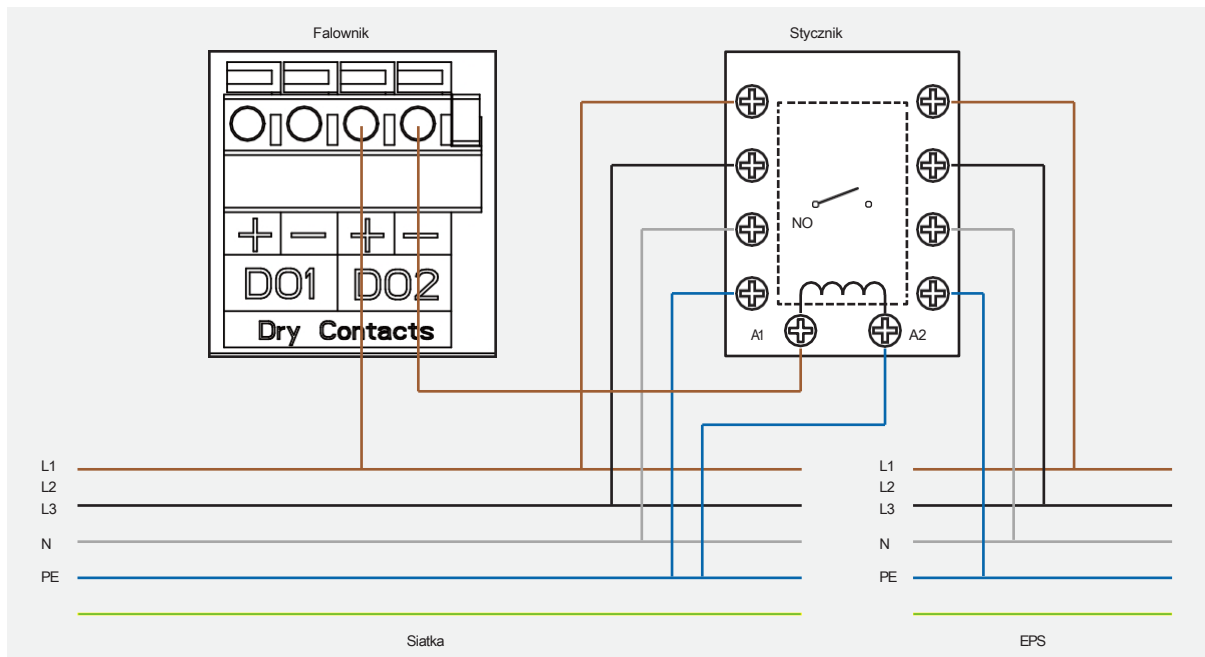 Falownik
Stycznik
NO
+ − + −
DO1 DO2
Dry Contacts
A1
A2
L1
L2
L3
N
PE
L1
L2
L3
N
PE
Siatka
EPS